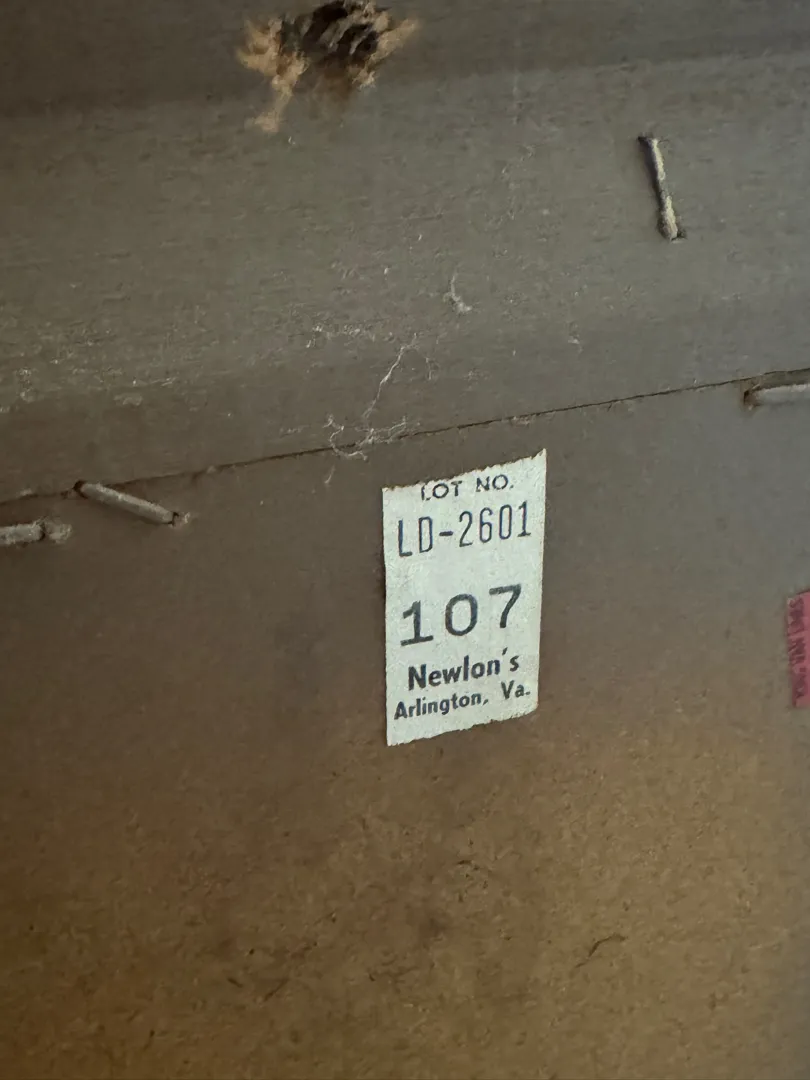 LOT NO.
LD-2601
107
Newlon's
Arlington, Va.